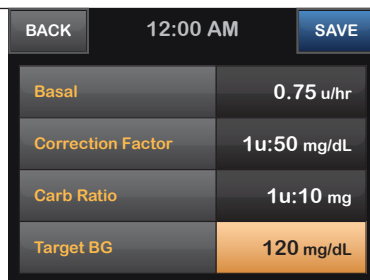 BACK 12:00 AM SAVE
Basal 0.75 u/hr
Correction Factor 1u:50 mg/dL
Carb Ratio 1u:10 mg
Target BG 120 mg/dL